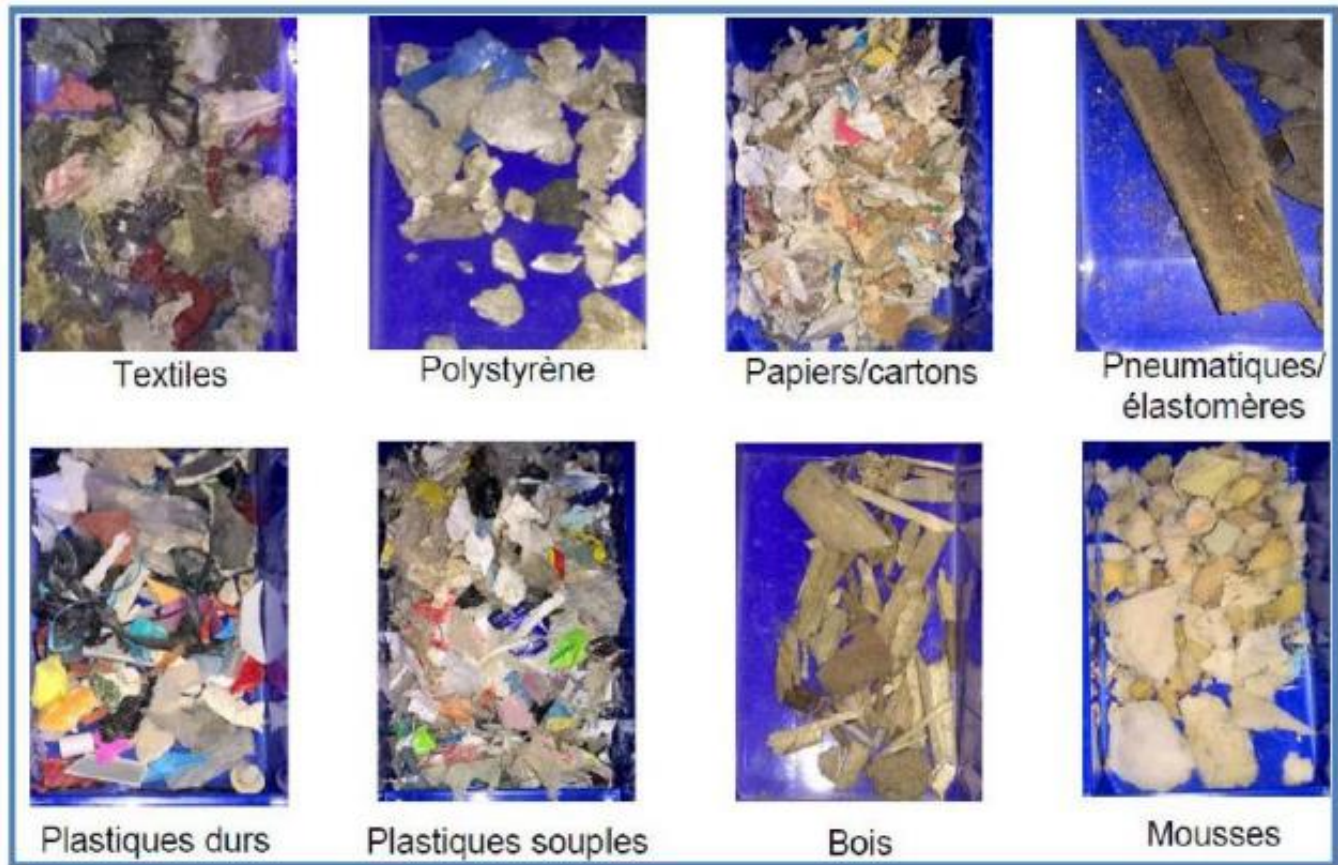 Textiles
Polystyrène
Papiers/cartons
Pneumatiques/
élastomères
Plastiques durs
Plastiques souples
Bois
Mousses